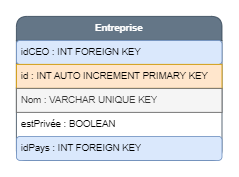 Entreprise
idCEO : INT FOREIGN KEY
id : INT AUTO INCREMENT PRIMARY KEY
Nom : VARCHAR UNIQUE KEY
estPrivée : BOOLEAN
idPays : INT FOREIGN KEY